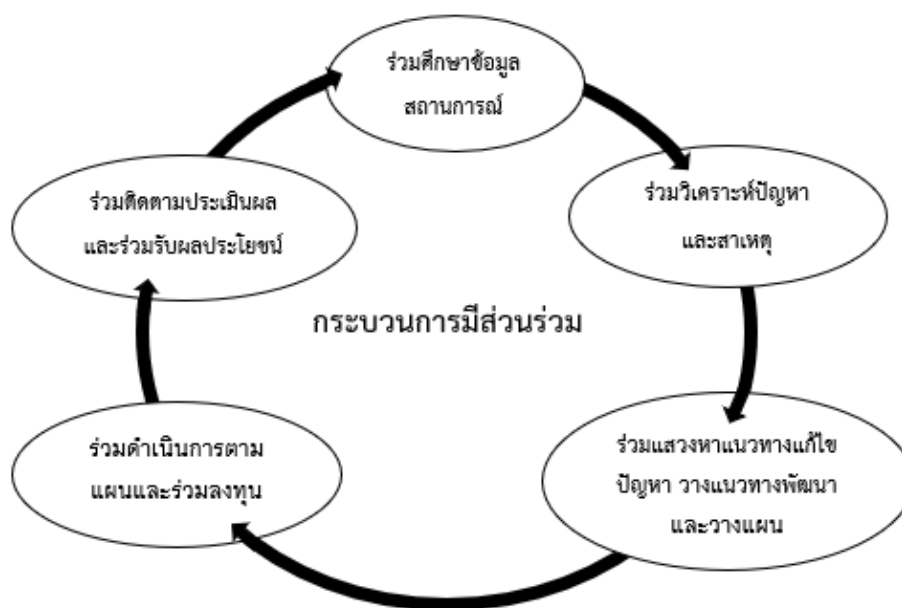 ร่วมศึกษาข้อมูล
สถานการณ์
ร่วมวิเคราะห์ปัญหา
และสาเหตุ
ร่วมแสวงหาแนวทางแก้ไข
ปัญหา วางแนวทางพัฒนา
และวางแผน
ร่วมดำเนินการตาม
แผนและร่วมลงทุน
ร่วมติดตามประเมินผล
และร่วมรับผลประโยชน์
กระบวนการมีส่วนร่วม